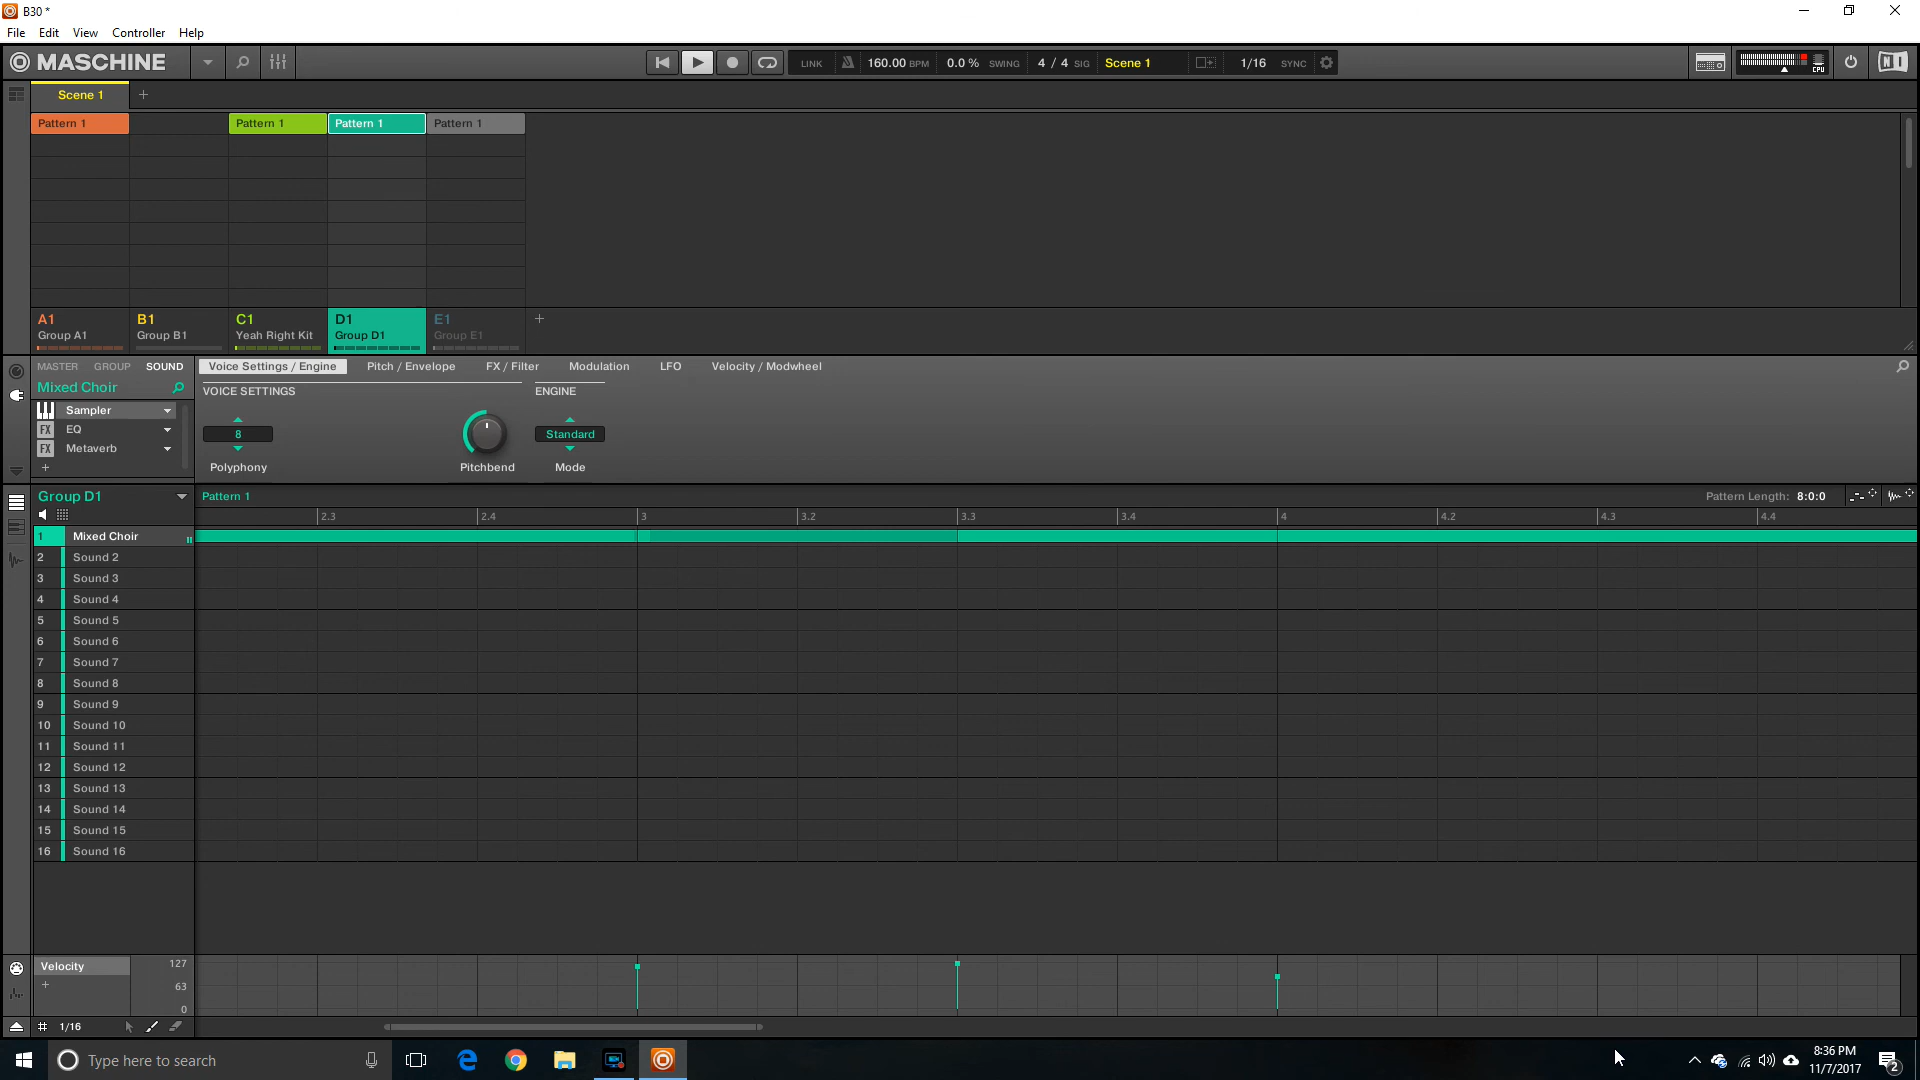 B30 *
File Edit View Controller Help
MASCHINE
LINK 160.00 BPM 0.0 % SWING 4 / 4 SIG Scene 1 1/16 SYNC CPU NI
Scene 1 +
Pattern 1 Pattern 1 Pattern 1 Pattern 1
A1 B1 C1 D1 E1 +
Group A1 Group B1 Yeah Right Kit Group D1 Group E1
MASTER GROUP SOUND Voice Settings / Engine Pitch / Envelope FX / Filter Modulation LFO Velocity / Modwheel
Mixed Choir VOICE SETTINGS ENGINE
Sampler
FX EQ 8 Standard
FX Metaverb
+ Polyphony Pitchbend Mode
Group D1 Pattern 1 Pattern Length: 8:0:0
2.3 2.4 3 3.2 3.3 3.4 4 4.2 4.3 4.4
1 Mixed Choir
2 Sound 2
3 Sound 3
4 Sound 4
5 Sound 5
6 Sound 6
7 Sound 7
8 Sound 8
9 Sound 9
10 Sound 10
11 Sound 11
12 Sound 12
13 Sound 13
14 Sound 14
15 Sound 15
16 Sound 16
Velocity 127
+ 63
0
1/16
Type here to search 8:36 PM
11/7/2017 2